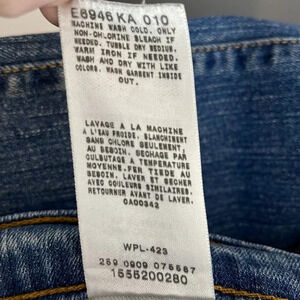 E8946 KA 010
MACHINE WASH COLD. ONLY
NON-CHLORINE BLEACH IF
NEEDED. TUMBLE DRY MEDIUM.
WARM IRON IF NEEDED.
WASH AND DRY WITH LIKE
COLORS. WASH GARMENT INSIDE
OUT.
LAVAGE A LA MACHINE
A L'EAU FROIDE. BLANCHIMENT
SANS CHLORE SEULEMENT,
AU BESOIN. SECHAGE PAR
CULBUTAGE A TEMPERATURE
MOYENNE. FER TIEDE AU
BESOIN. LAVER ET SECHER AVEC
COULEURS SIMILAIRES.
RETOURNER AVANT DE LAVER.
CA00342
WPL-423
259 0909 075567
1555200280